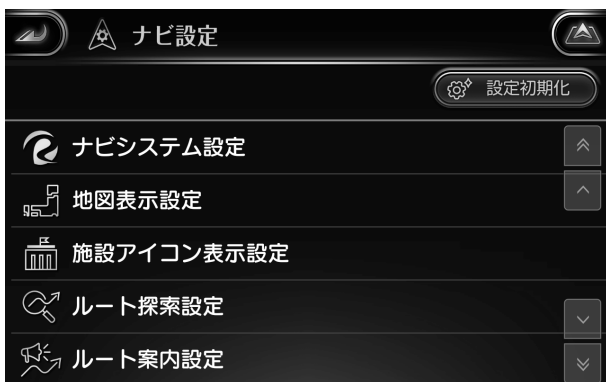 ナビ設定
設定初期化
ナビシステム設定
地図表示設定
施設アイコン表示設定
ルート探索設定
ルート案内設定